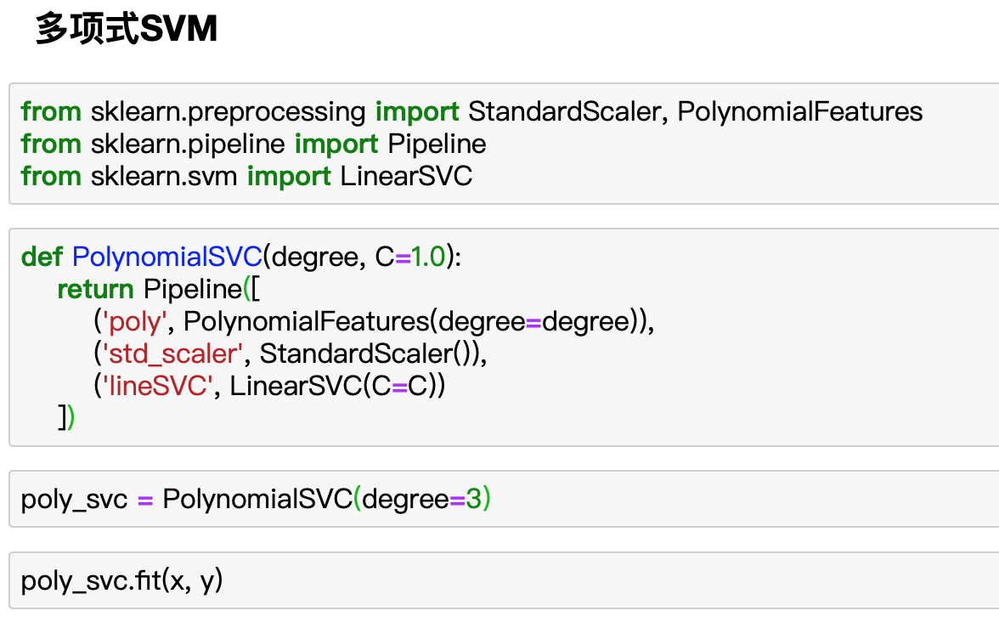 多项式SVM
from sklearn.preprocessing import StandardScaler, PolynomialFeatures
from sklearn.pipeline import Pipeline
from sklearn.svm import LinearSVC
def PolynomialSVC(degree, C=1.0):
    return Pipeline([
        ('poly', PolynomialFeatures(degree=degree)),
        ('std_scaler', StandardScaler()),
        ('lineSVC', LinearSVC(C=C))
    ])
poly_svc = PolynomialSVC(degree=3)
poly_svc.fit(x, y)